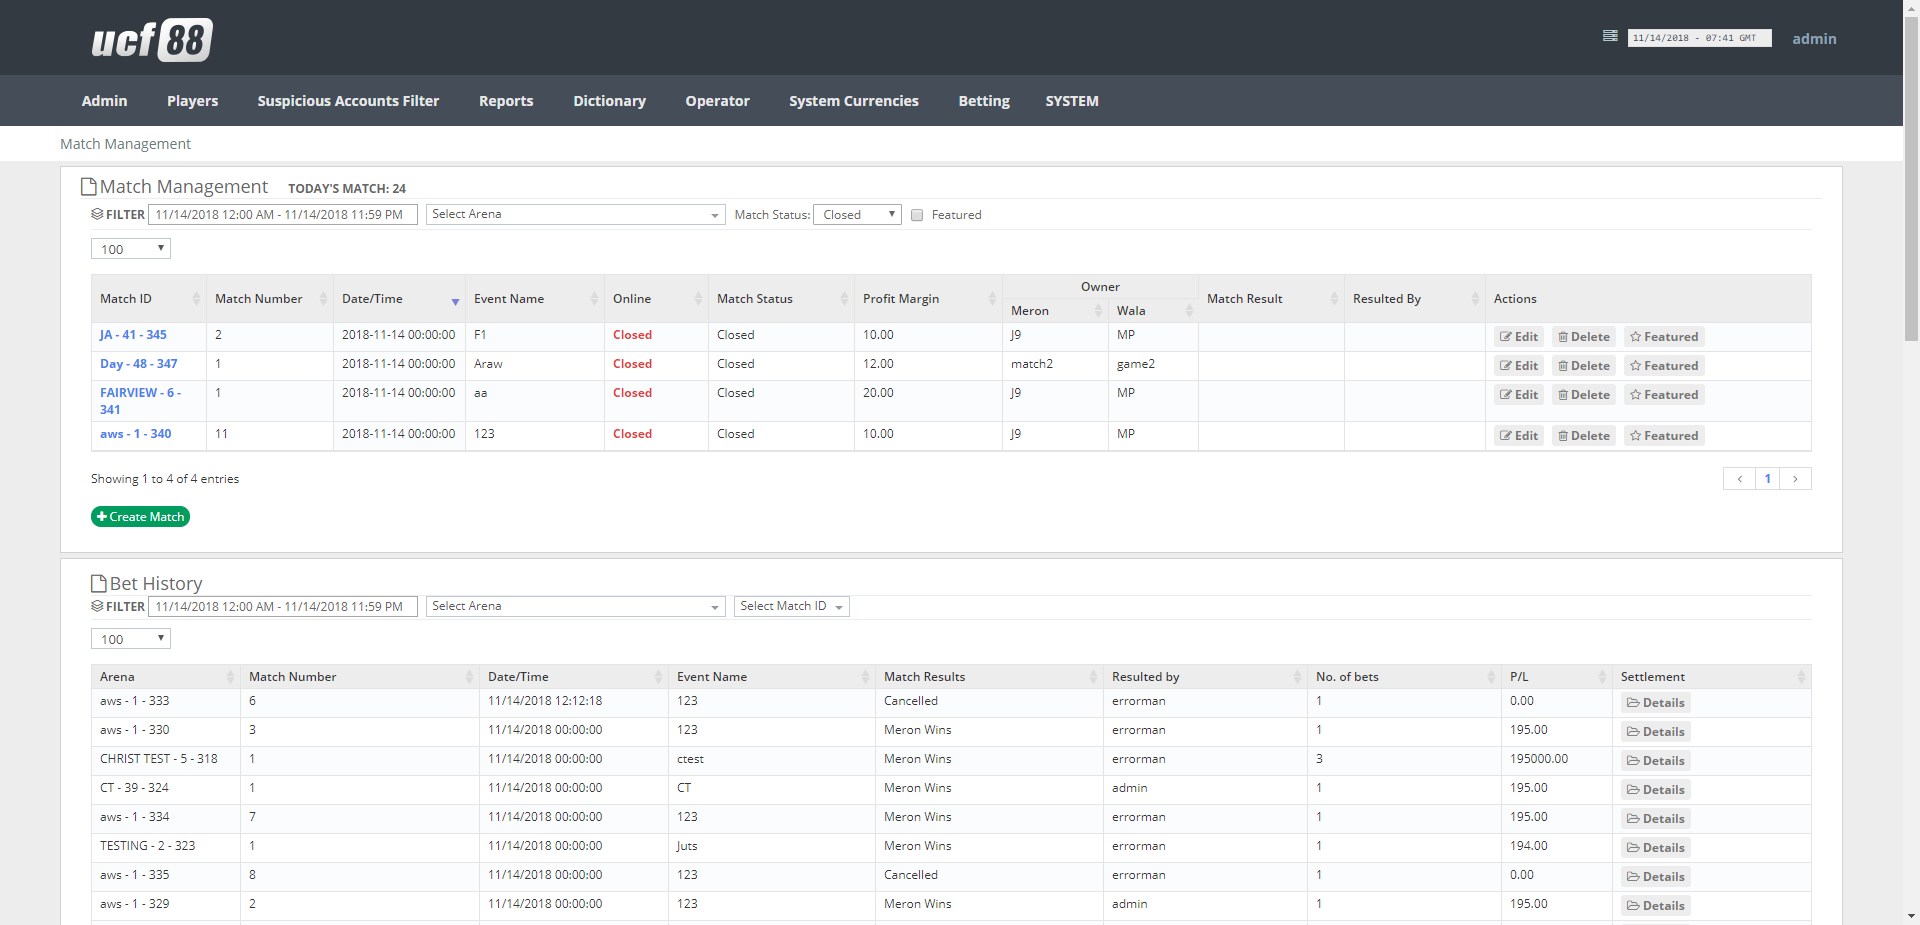 ucf 88
11/14/2018 - 07:41 GMT admin
Admin Players Suspicious Accounts Filter Reports Dictionary Operator System Currencies Betting SYSTEM
Match Management
Match Management TODAY'S MATCH: 24
FILTER 11/14/2018 12:00 AM - 11/14/2018 11:59 PM Select Arena Match Status: Closed Featured
100
Match ID Match Number Date/Time Event Name Online Match Status Profit Margin Owner Match Result Resulted By Actions
Meron Wala
JA - 41 - 345 2 2018-11-14 00:00:00 F1 Closed Closed 10.00 J9 MP Edit Delete Featured
Day - 48 - 347 1 2018-11-14 00:00:00 Araw Closed Closed 12.00 match2 game2 Edit Delete Featured
FAIRVIEW - 6 - 1 2018-11-14 00:00:00 aa Closed Closed 20.00 J9 MP Edit Delete Featured
341
aws - 1 - 340 11 2018-11-14 00:00:00 123 Closed Closed 10.00 J9 MP Edit Delete Featured
Showing 1 to 4 of 4 entries ‹ 1 ›
Create Match
Bet History
FILTER 11/14/2018 12:00 AM - 11/14/2018 11:59 PM Select Arena Select Match ID
100
Arena Match Number Date/Time Event Name Match Results Resulted by No. of bets P/L Settlement
aws - 1 - 333 6 11/14/2018 12:12:18 123 Cancelled errorman 1 0.00 Details
aws - 1 - 330 3 11/14/2018 00:00:00 123 Meron Wins errorman 1 195.00 Details
CHRIST TEST - 5 - 318 1 11/14/2018 00:00:00 ctest Meron Wins errorman 3 195000.00 Details
CT - 39 - 324 1 11/14/2018 00:00:00 CT Meron Wins admin 1 195.00 Details
aws - 1 - 334 7 11/14/2018 00:00:00 123 Meron Wins errorman 1 195.00 Details
TESTING - 2 - 323 1 11/14/2018 00:00:00 Juts Meron Wins errorman 1 194.00 Details
aws - 1 - 335 8 11/14/2018 00:00:00 123 Cancelled errorman 1 0.00 Details
aws - 1 - 329 2 11/14/2018 00:00:00 123 Meron Wins admin 1 195.00 Details